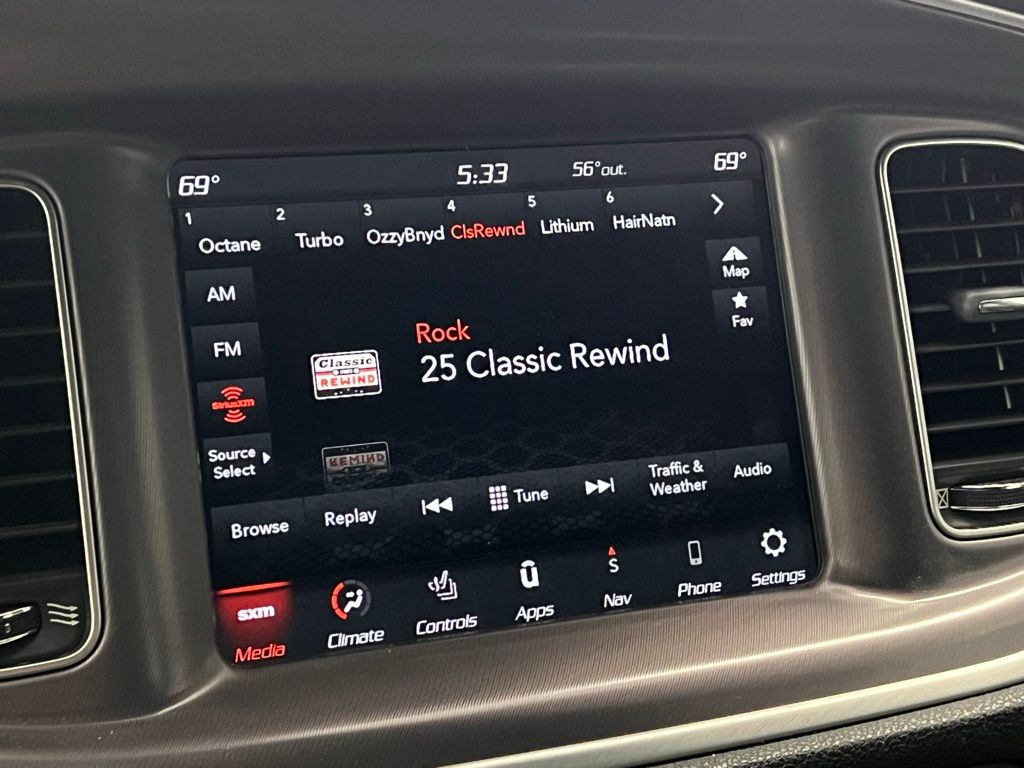 69° 5:33 56°out. 69°
1 2 3 4 5 6
Octane Turbo OzzyBnyd ClsRewnd Lithium HairNatn
AM
FM
SiriusXM
Source
Select
Map
Fav
Rock
25 Classic Rewind
Classic
REWIND
Browse Replay Tune Traffic &
Weather Audio
sxm
Media Climate Controls Apps S
Nav Phone Settings